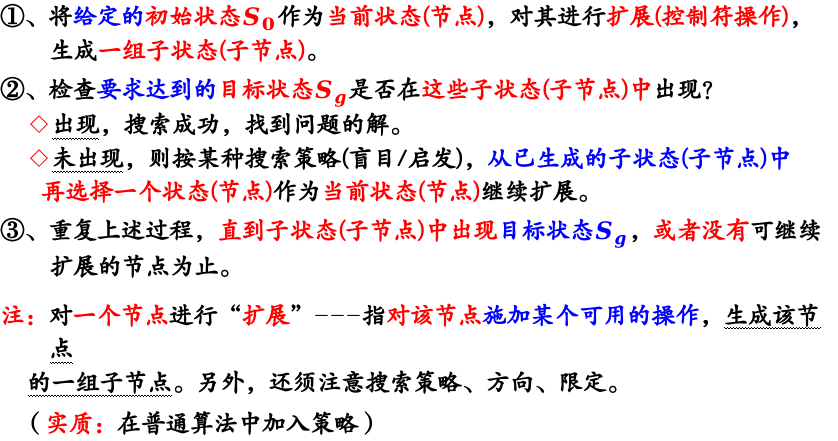 ①、将给定的初始状态S₀作为当前状态(节点)，对其进行扩展(控制符操)，
生成一组子状态(子节点)。
②、检查要求达到的目标状态Sg是否在这些子状态(子节点)中出现？
◇出现，搜索成功，找到问题的解。
◇未出现，则按某种搜索策略(盲目/启发)，从已生成的子状态(子节点)中
再选择一个状态(节点)作为当前状态(节点)继续扩展。
③、重复上述过程，直到子状态(子节点)中出现目标状态Sg，或者没有可继续
扩展的节点为止。
注：对一个节点进行“扩展”---指对该节点施加某个可用的操作，生成该节
点
的一组子节点。另外，还须注意搜索策略、方向、限定。
（实质：在普通算法中加入策略）